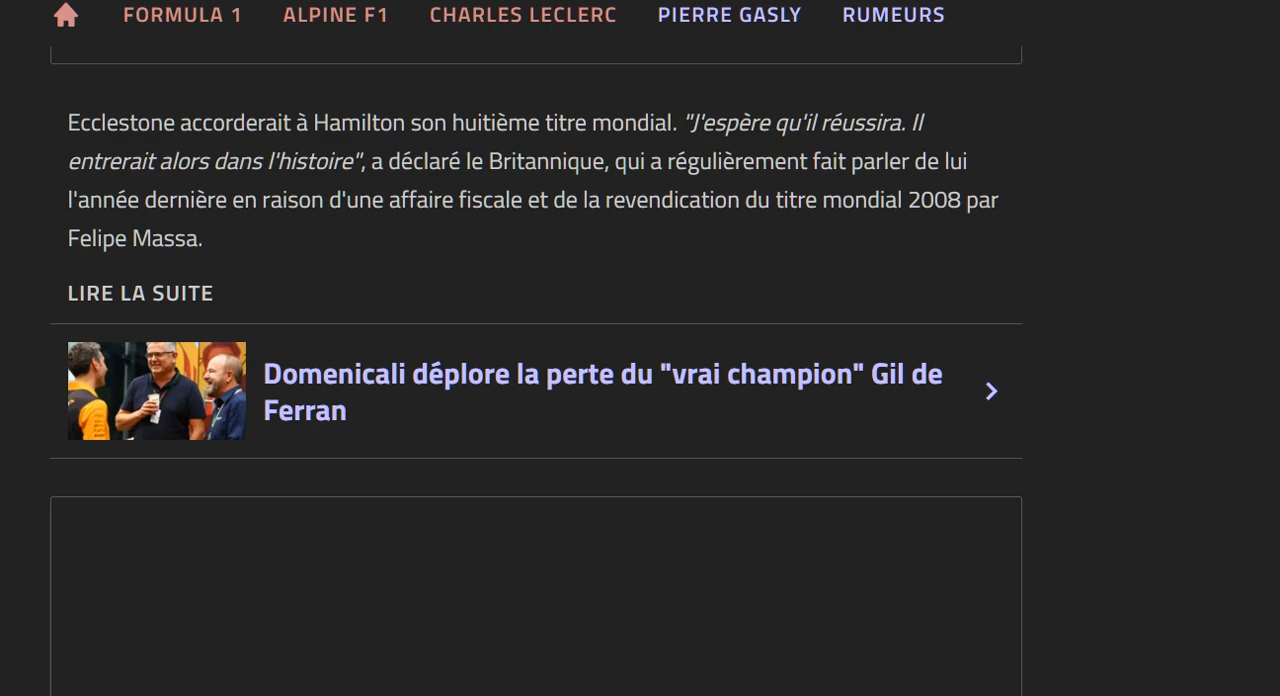 FORMULA 1 ALPINE F1 CHARLES LECLERC PIERRE GASLY RUMEURS
Ecclestone accorderait à Hamilton son huitième titre mondial. "J'espère qu'il réussira. Il
entrerait alors dans l'histoire", a déclaré le Britannique, qui a régulièrement fait parler de lui
l'année dernière en raison d'une affaire fiscale et de la revendication du titre mondial 2008 par
Felipe Massa.
LIRE LA SUITE
Domenicali déplore la perte du "vrai champion" Gil de
Ferran